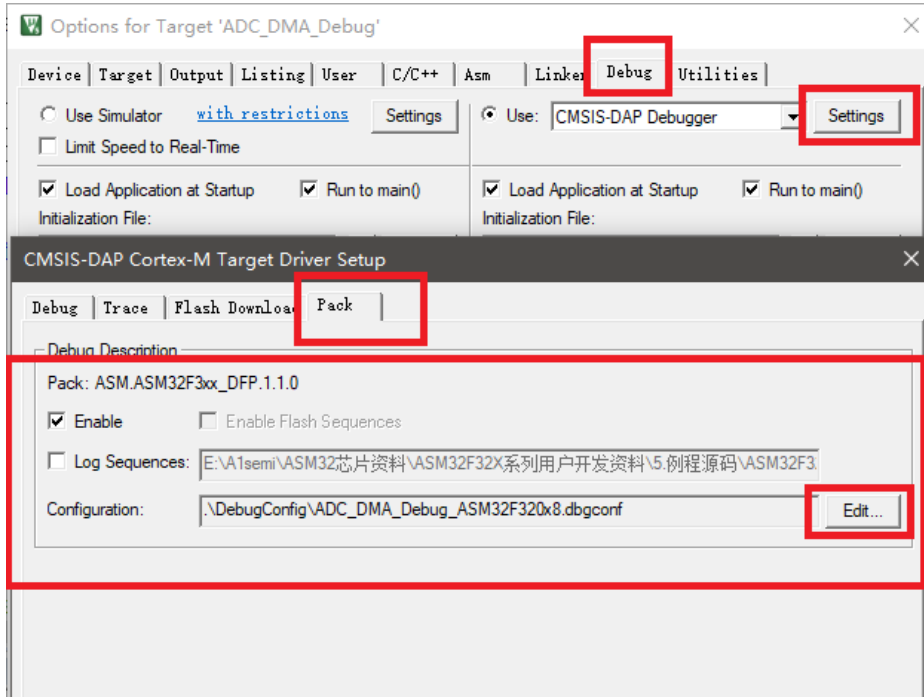 Options for Target 'ADC_DMA_Debug'
Device Target Output Listing User C/C++ Asm Linker Debug Utilities
Use Simulator with restrictions Settings Use: CMSIS-DAP Debugger Settings
Limit Speed to Real-Time
Load Application at Startup Run to main() Load Application at Startup Run to main()
Initialization File: Initialization File:
CMSIS-DAP Cortex-M Target Driver Setup
Debug Trace Flash Download Pack
Debug Description
Pack: ASM.ASM32F3xx_DFP.1.1.0
Enable Enable Flash Sequences
Log Sequences: E:\A1semi\ASM32芯片资料\ASM32F32X系列用户开发资料\5.例程源码\ASM32F3
Configuration: .\DebugConfig\ADC_DMA_Debug_ASM32F320x8.dbgconf Edit...